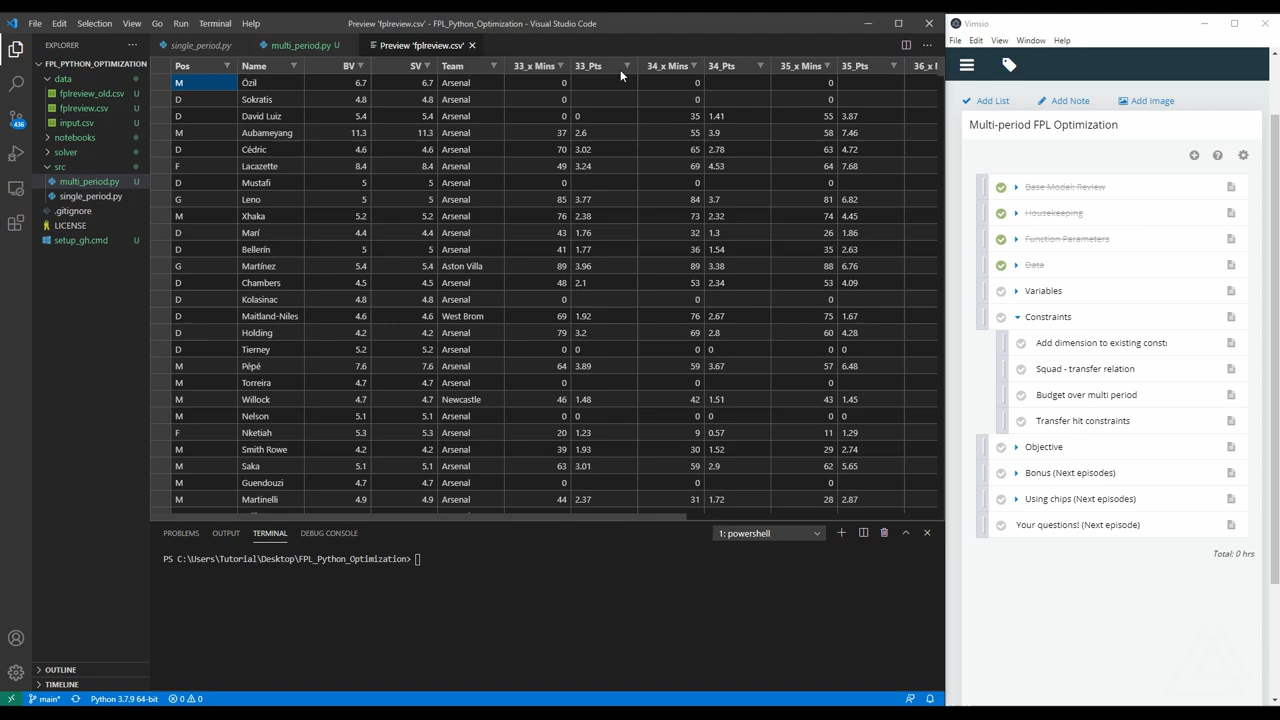 File Edit Selection View Go Run Terminal Help Preview 'fplreview.csv' - FPL_Python_Optimization - Visual Studio Code
EXPLORER
FPL_PYTHON_OPTIMIZATION
data
fplreview_old.csv U
fplreview.csv U
input.csv U
notebooks
solver
src
multi_period.py U
single_period.py
.gitignore
LICENSE
setup_gh.cmd U
OUTLINE
TIMELINE
436
single_period.py multi_period.py U Preview 'fplreview.csv'
Pos Name BV SV Team 33_x Mins 33_Pts 34_x Mins 34_Pts 35_x Mins 35_Pts
M Özil 6.7 6.7 Arsenal 0 0 0
D Sokratis 4.8 4.8 Arsenal 0 0 0
D David Luiz 5.4 5.4 Arsenal 0 0 35 1.41 55 3.87
M Aubameyang 11.3 11.3 Arsenal 37 2.6 55 3.9 58 7.46
D Cédric 4.6 4.6 Arsenal 70 3.02 65 2.78 63 4.72
F Lacazette 8.4 8.4 Arsenal 69 3.24 69 4.53 64 7.68
D Mustafi 5 5 Arsenal 0 0 0
G Leno 5 5 Arsenal 85 3.77 84 3.7 81 6.82
M Xhaka 5.2 5.2 Arsenal 76 2.38 73 2.32 74 4.45
D Marí 4.4 4.4 Arsenal 43 1.76 32 1.3 26 1.86
D Bellerín 5 5 Arsenal 41 1.77 36 1.54 35 2.63
G Martínez 5.4 5.4 Aston Villa 89 3.96 89 3.38 88 6.76
D Chambers 4.5 4.5 Arsenal 48 2.1 53 2.34 53 4.09
D Kolasinac 4.8 4.8 Arsenal 0 0 0
D Maitland-Niles 4.6 4.6 West Brom 69 1.92 76 2.67 75 1.67
D Holding 4.2 4.2 Arsenal 79 3.2 69 2.8 60 4.28
D Tierney 5.2 5.2 Arsenal 0 0 0 0 0 0
M Pépé 7.6 7.6 Arsenal 64 3.89 59 3.67 57 6.48
M Torreira 4.7 4.7 Arsenal 0 0 0
M Willock 4.7 4.7 Newcastle 46 1.48 42 1.51 43 1.45
M Nelson 5.1 5.1 Arsenal 0 0 0 0 0 0
F Nketiah 5.3 5.3 Arsenal 20 1.23 9 0.57 11 1.29
M Smith Rowe 4.4 4.4 Arsenal 39 1.93 30 1.52 29 2.74
M Saka 5.1 5.1 Arsenal 63 3.01 59 2.9 62 5.65
M Guendouzi 4.7 4.7 Arsenal 0 0 0
M Martinelli 4.9 4.9 Arsenal 44 2.37 31 1.72 28 2.87
PROBLEMS OUTPUT TERMINAL DEBUG CONSOLE 1: powershell
PS C:\Users\Tutorial\Desktop\FPL_Python_Optimization>
main* Python 3.7.9 64-bit 0 0
Vimsio
File Edit View Window Help
Add List Add Note Add Image
Multi-period FPL Optimization
Base Model: Review
Housekeeping
Function Parameters
Data
Variables
Constraints
Add dimension to existing
Squad - transfer relation
Budget over multi period
Transfer hit constraints
Objective
Bonus (Next episodes)
Using chips (Next episodes)
Your questions! (Next episode)
Total: 0 hrs